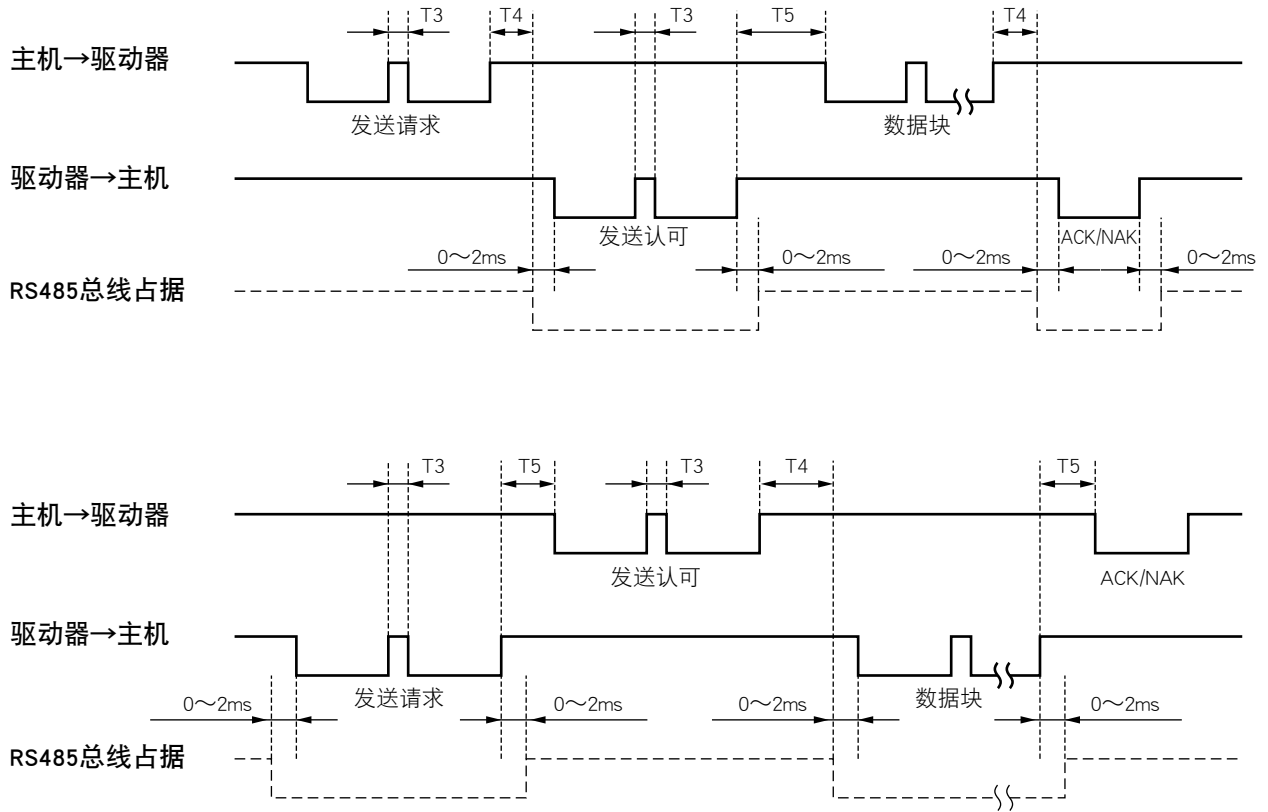 T3 T4 T3 T5 T4
主机→驱动器
发送请求 数据块
驱动器→主机
发送认可 ACK/NAK
0～2ms 0～2ms 0～2ms 0～2ms
RS485总线占据
T3 T5 T3 T4 T5
主机→驱动器
发送认可 ACK/NAK
驱动器→主机
发送请求 数据块
0～2ms 0～2ms 0～2ms 0～2ms
RS485总线占据